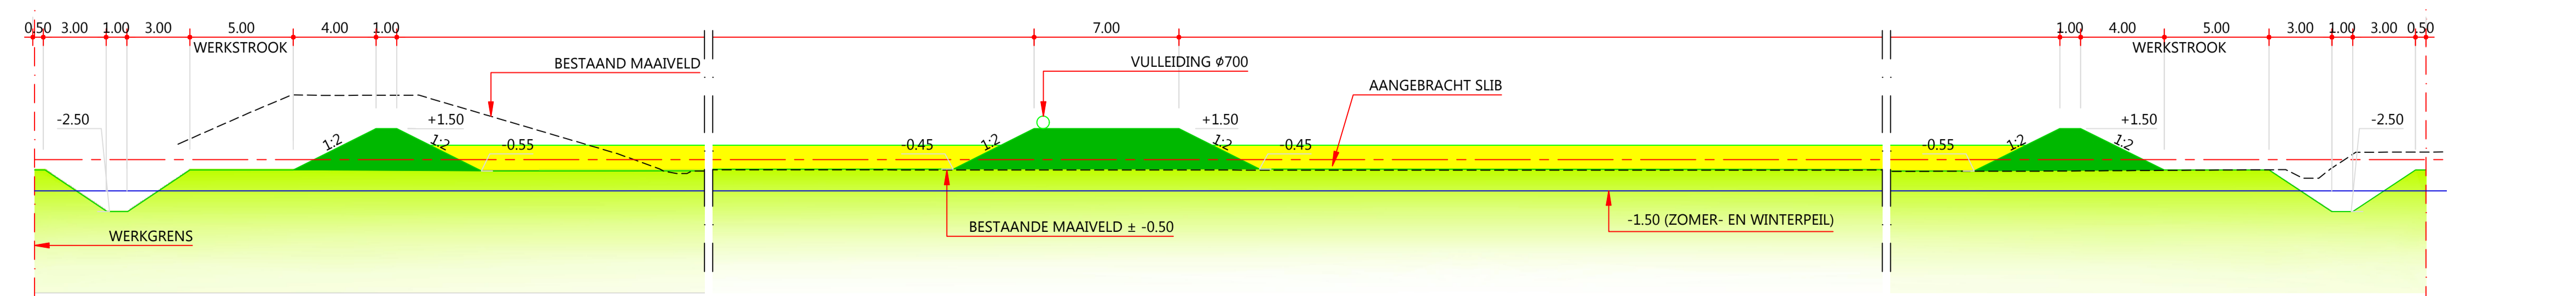 0.50 3.00 1.00 3.00 5.00 4.00 1.00 7.00 1.00 4.00 5.00 3.00 1.00 3.00 0.50
WERKSTROOK WERKSTROOK
BESTAAND MAAIVELD VULLEIDING Ø700
AANGEBRACHT SLIB
-2.50 +1.50 +1.50 +1.50 -2.50
1:2 1:2 -0.55 -0.45 1:2 1:2 -0.45 -0.55 1:2 1:2
-1.50 (ZOMER- EN WINTERPEIL)
BESTAANDE MAAIVELD ± -0.50
WERKGRENS